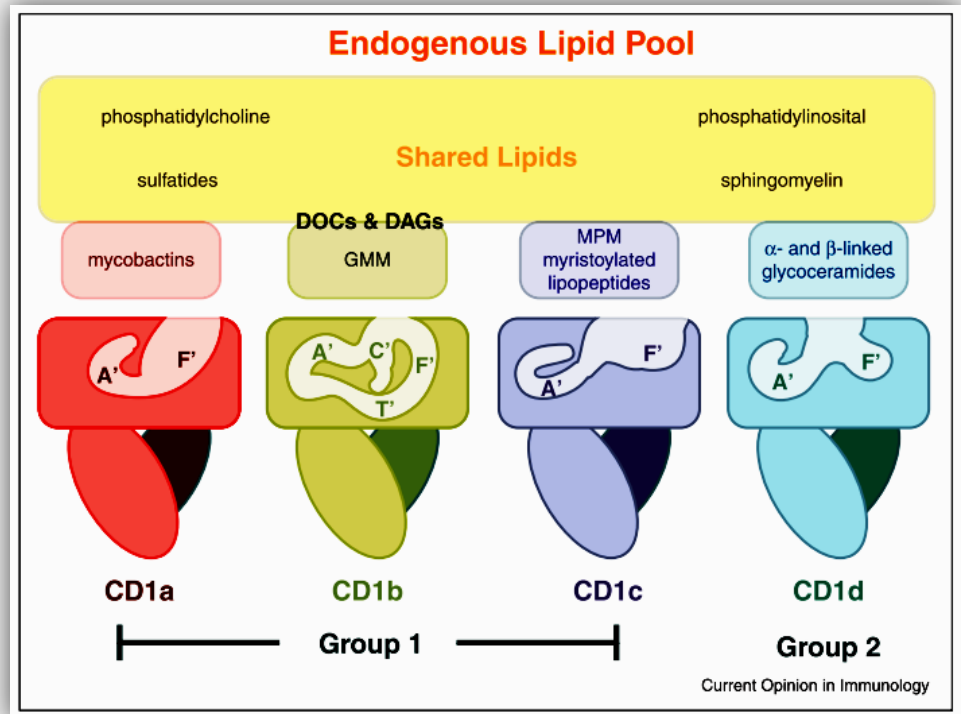 Endogenous Lipid Pool
phosphatidylcholine
phosphatidylinosital
Shared Lipids
sulfatides
sphingomyelin
mycobactins
DOCs & DAGs
GMM
MPM
myristoylated
lipopeptides
α- and β-linked
glycoceramides
A'
F'
A'
C'
F'
T'
A'
F'
A'
F'
CD1a
CD1b
CD1c
CD1d
Group 1
Group 2
Current Opinion in Immunology